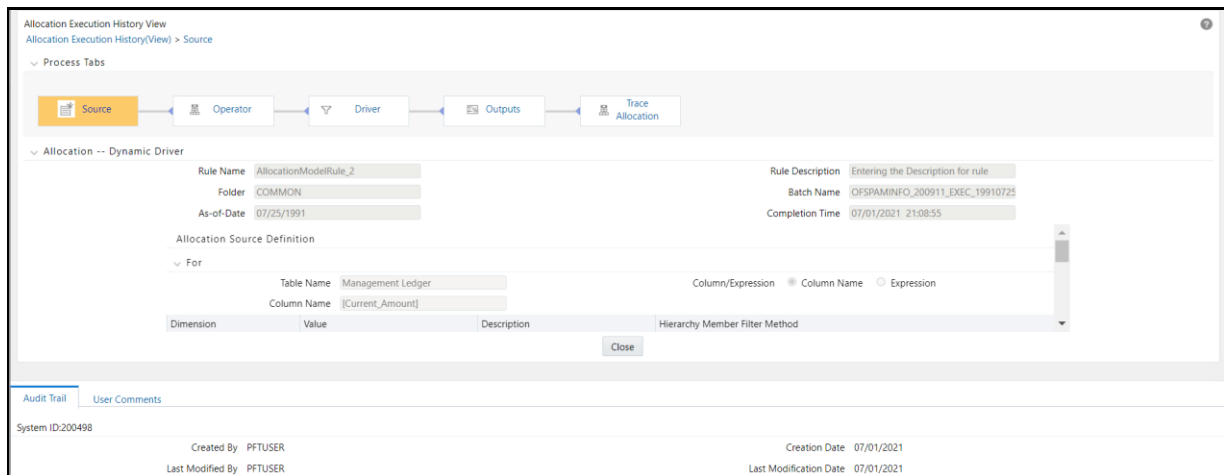 Allocation Execution History View
Allocation Execution History(View) > Source
Process Tabs
Source Operator Driver Outputs Trace Allocation
Allocation -- Dynamic Driver
Rule Name AllocationModelRule_2 Rule Description Entering the Description for rule
Folder COMMON Batch Name OFSPAMINFO_200911_EXEC_19910725
As-of-Date 07/25/1991 Completion Time 07/01/2021 21:08:55
Allocation Source Definition
For
Table Name Management Ledger Column/Expression Column Name Expression
Column Name [Current_Amount]
Dimension Value Description Hierarchy Member Filter Method
Close
Audit Trail User Comments
System ID:200498
Created By PFTUSER Creation Date 07/01/2021
Last Modified By PFTUSER Last Modification Date 07/01/2021